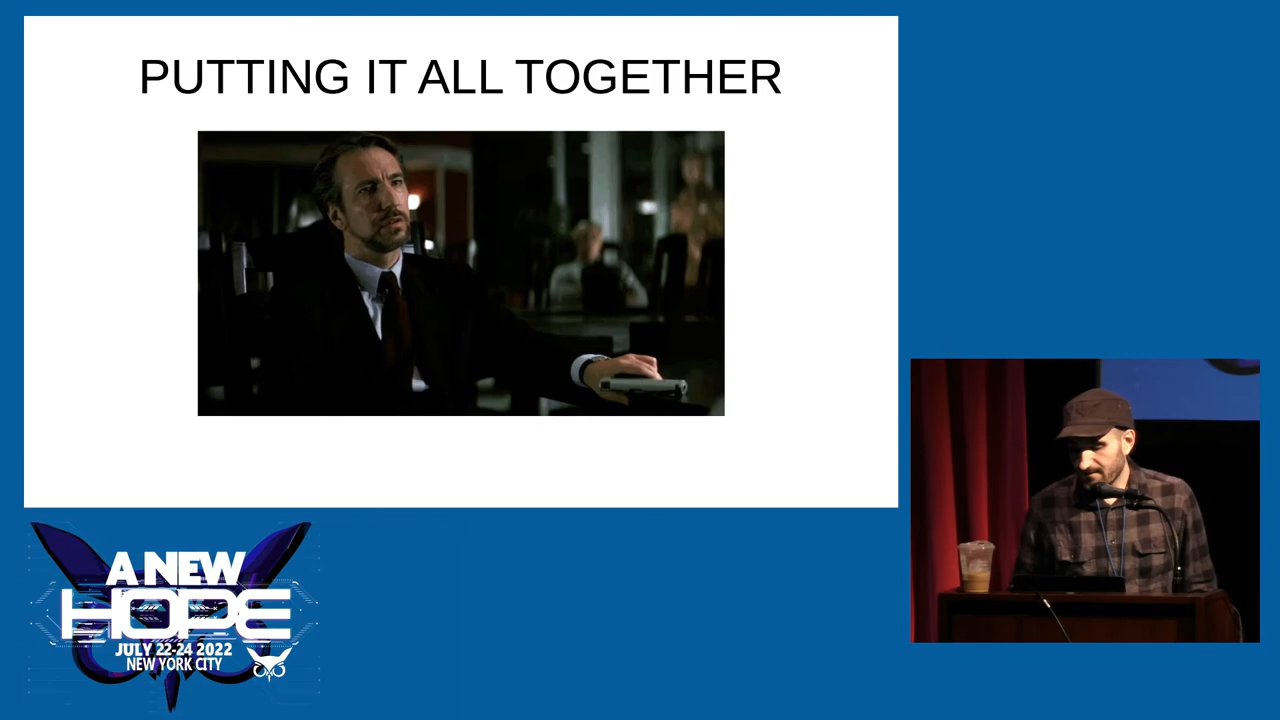 PUTTING IT ALL TOGETHER
A NEW
HOPE
JULY 22-24 2022
NEW YORK CITY